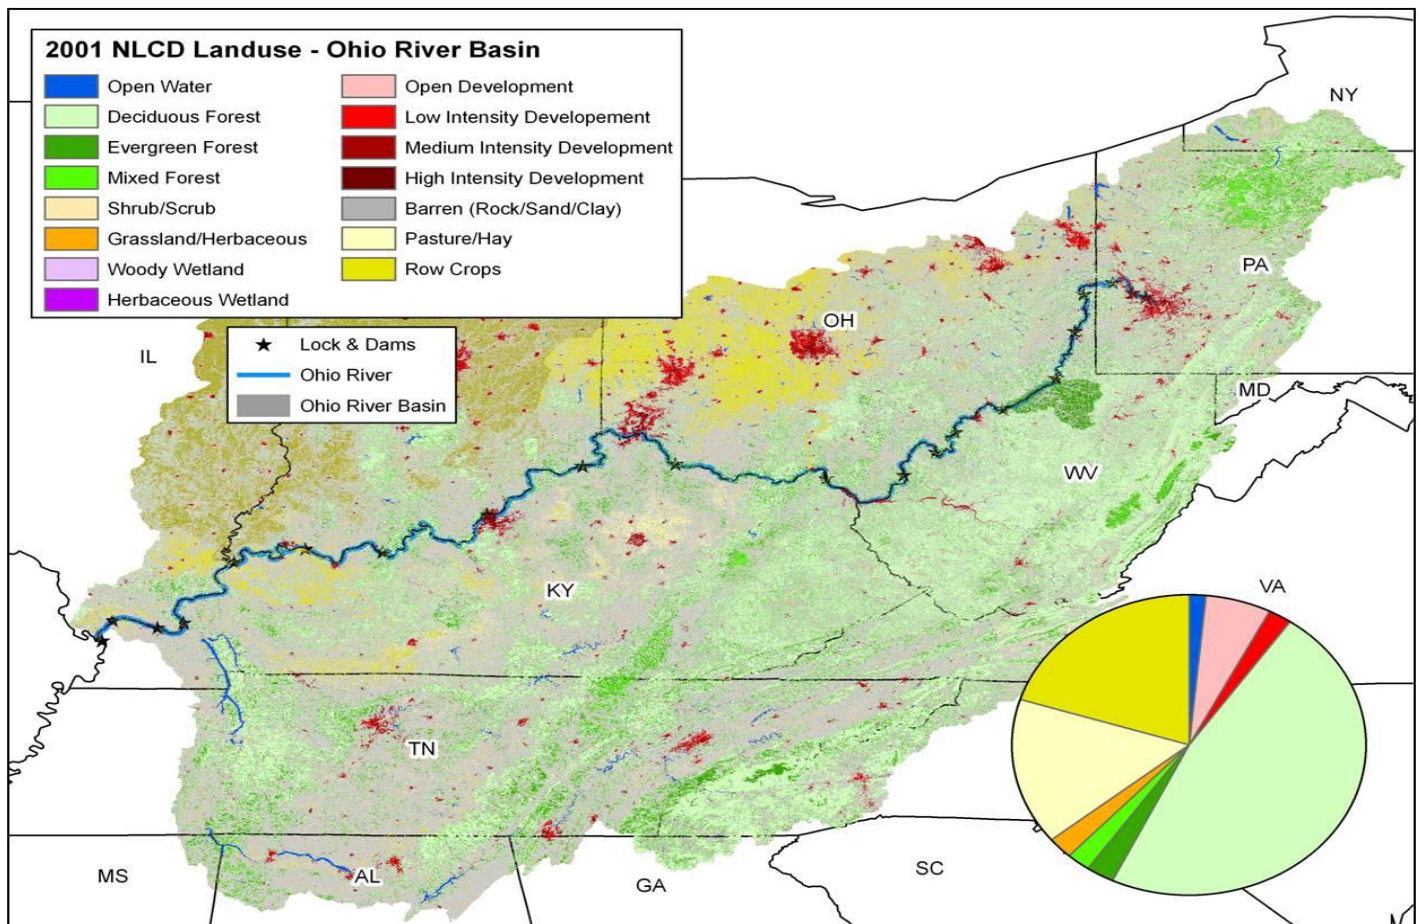 2001 NLCD Landuse - Ohio River Basin
Open Water
Deciduous Forest
Evergreen Forest
Mixed Forest
Shrub/Scrub
Grassland/Herbaceous
Woody Wetland
Herbaceous Wetland
Open Development
Low Intensity Developement
Medium Intensity Development
High Intensity Development
Barren (Rock/Sand/Clay)
Pasture/Hay
Row Crops
Lock & Dams
Ohio River
Ohio River Basin
NY
PA
OH
IL
MD
WV
VA
KY
TN
MS
AL
GA
SC